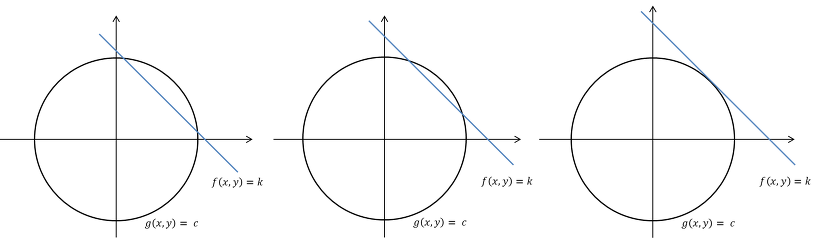 f(x,y) = k
g(x,y) = c
f(x,y) = k
g(x,y) = c
f(x,y) = k
g(x,y) = c